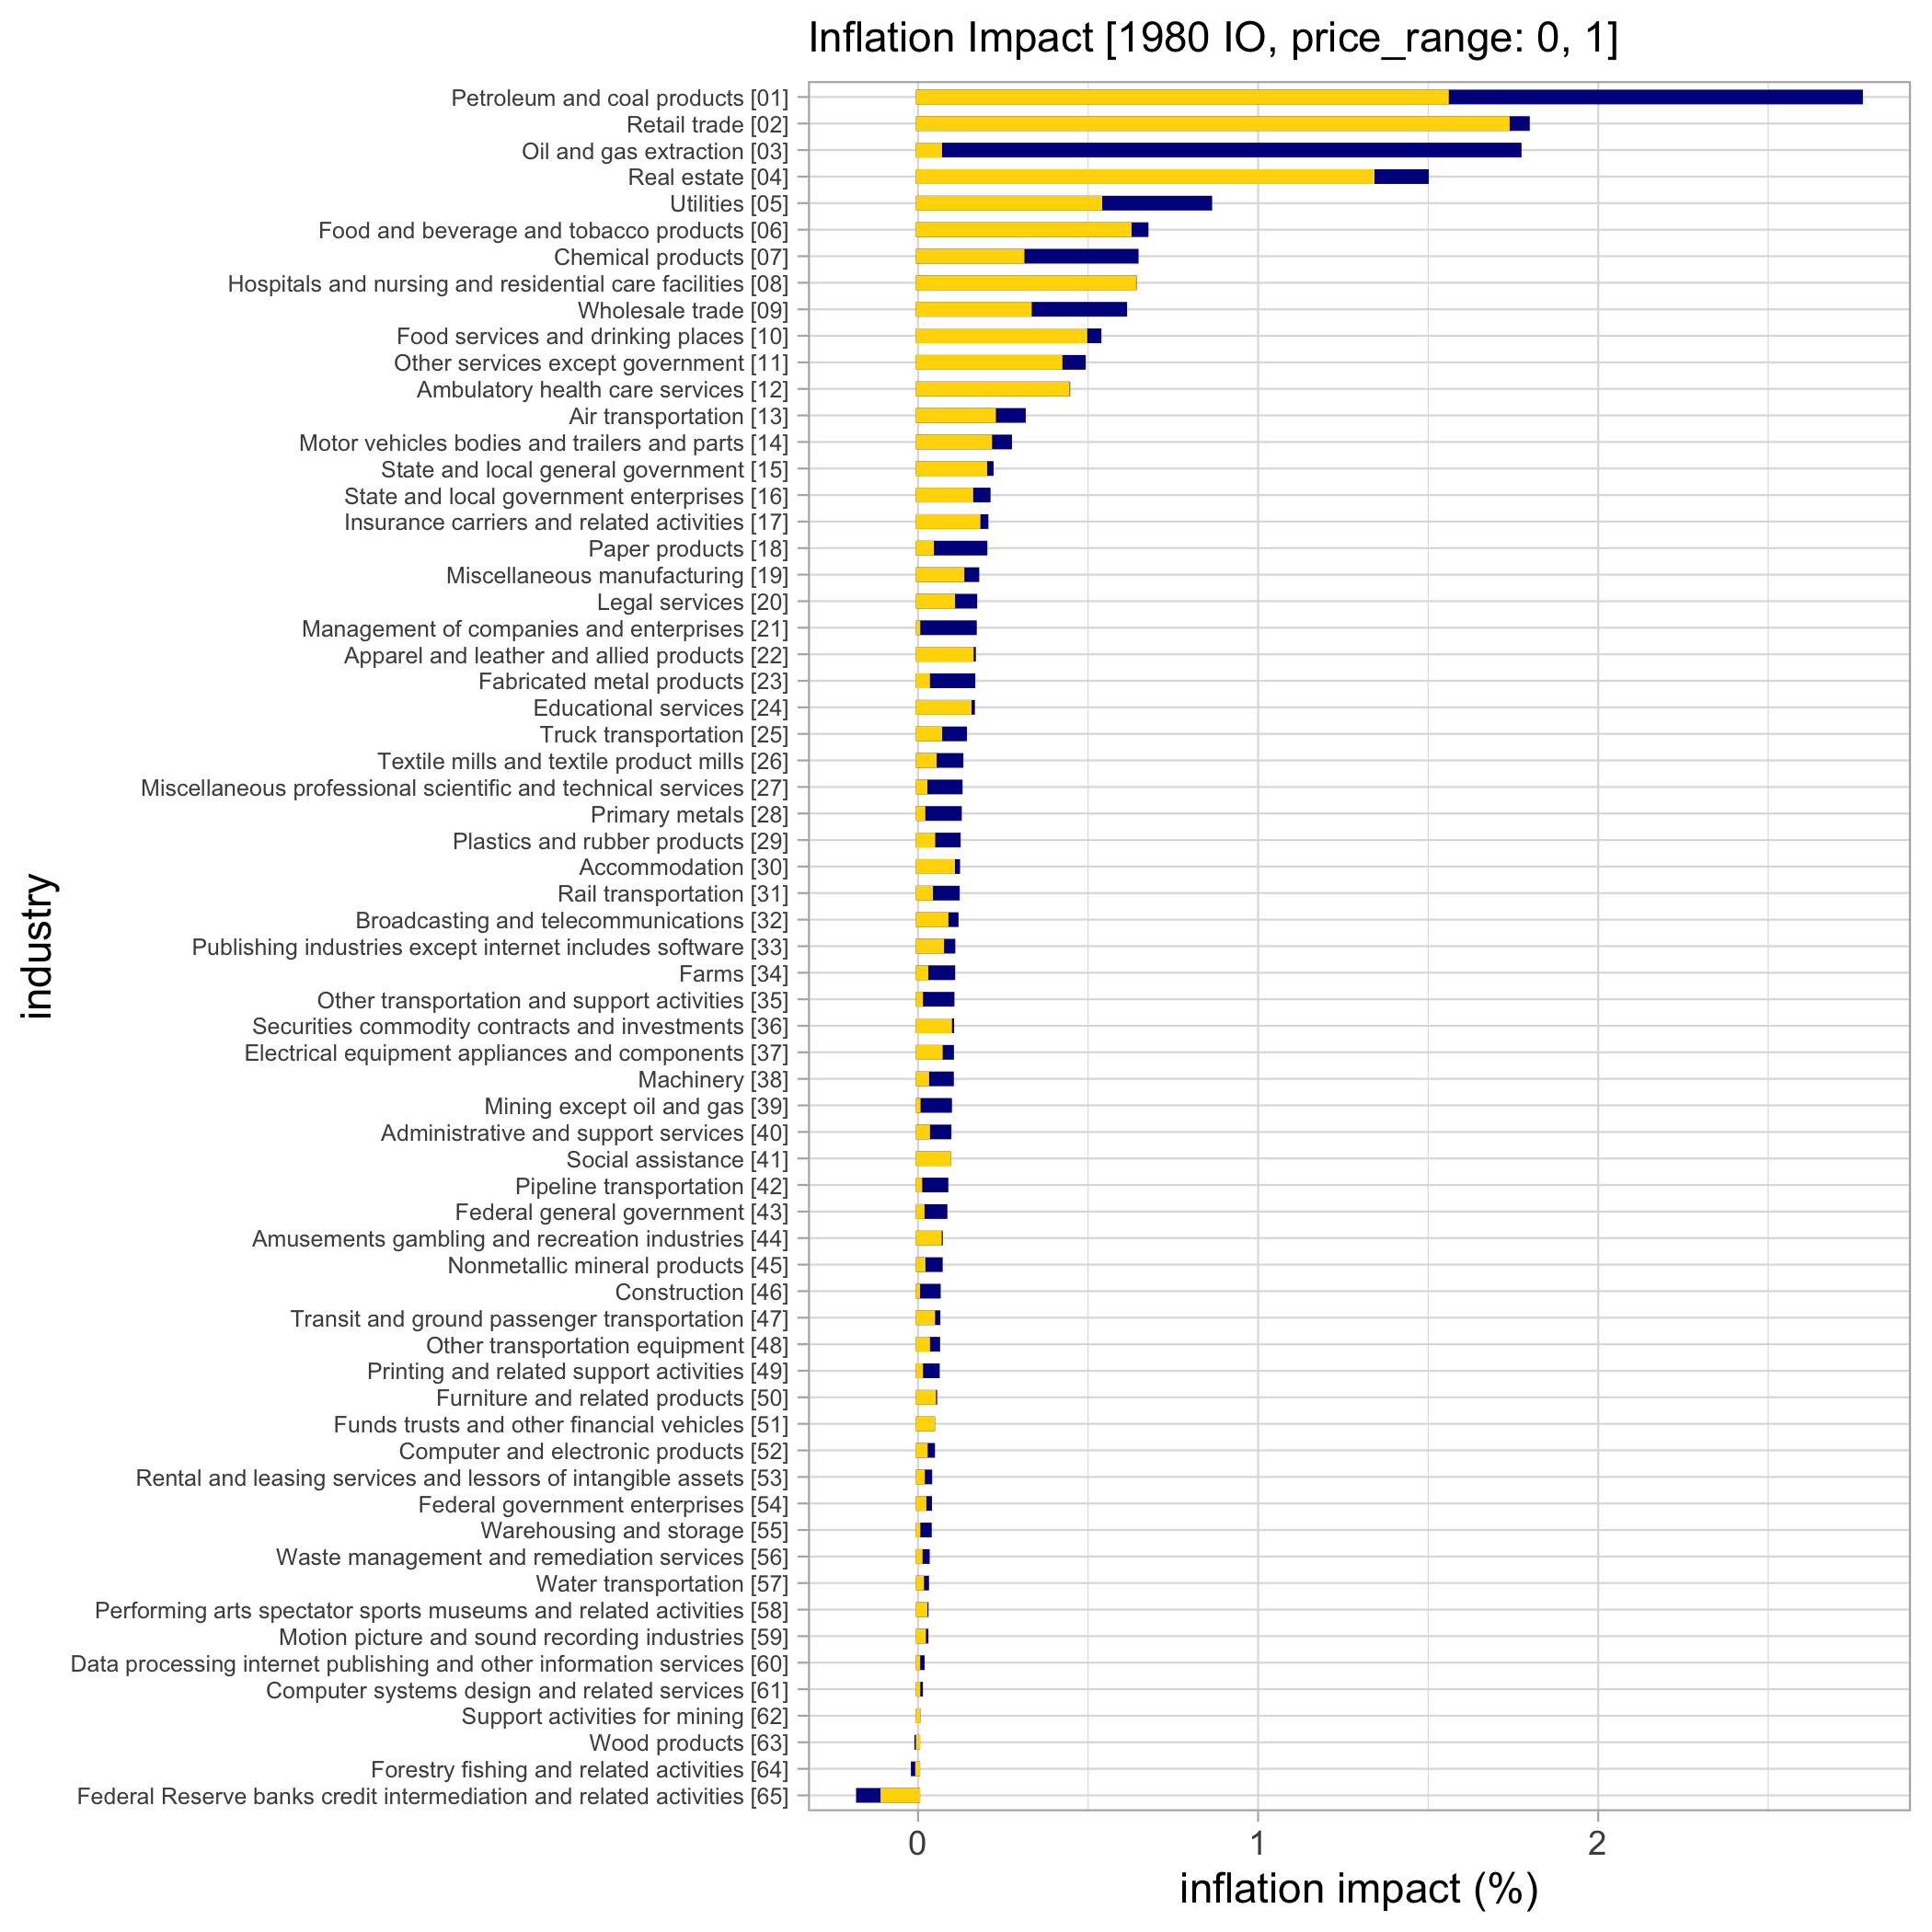 Inflation Impact [1980 IO, price_range: 0, 1]
Petroleum and coal products [01]
Retail trade [02]
Oil and gas extraction [03]
Real estate [04]
Utilities [05]
Food and beverage and tobacco products [06]
Chemical products [07]
Hospitals and nursing and residential care facilities [08]
Wholesale trade [09]
Food services and drinking places [10]
Other services except government [11]
Ambulatory health care services [12]
Air transportation [13]
Motor vehicles bodies and trailers and parts [14]
State and local general government [15]
State and local government enterprises [16]
Insurance carriers and related activities [17]
Paper products [18]
Miscellaneous manufacturing [19]
Legal services [20]
Management of companies and enterprises [21]
Apparel and leather and allied products [22]
Fabricated metal products [23]
Educational services [24]
Truck transportation [25]
Textile mills and textile product mills [26]
Miscellaneous professional scientific and technical services [27]
Primary metals [28]
Plastics and rubber products [29]
Accommodation [30]
Rail transportation [31]
Broadcasting and telecommunications [32]
Publishing industries except internet includes software [33]
Farms [34]
Other transportation and support activities [35]
Securities commodity contracts and investments [36]
Electrical equipment appliances and components [37]
Machinery [38]
Mining except oil and gas [39]
Administrative and support services [40]
Social assistance [41]
Pipeline transportation [42]
Federal general government [43]
Amusements gambling and recreation industries [44]
Nonmetallic mineral products [45]
Construction [46]
Transit and ground passenger transportation [47]
Other transportation equipment [48]
Printing and related support activities [49]
Furniture and related products [50]
Funds trusts and other financial vehicles [51]
Computer and electronic products [52]
Rental and leasing services and lessors of intangible assets [53]
Federal government enterprises [54]
Warehousing and storage [55]
Waste management and remediation services [56]
Water transportation [57]
Performing arts spectator sports museums and related activities [58]
Motion picture and sound recording industries [59]
Data processing internet publishing and other information services [60]
Computer systems design and related services [61]
Support activities for mining [62]
Wood products [63]
Forestry fishing and related activities [64]
Federal Reserve banks credit intermediation and related activities [65]
industry
0 1 2
inflation impact (%)